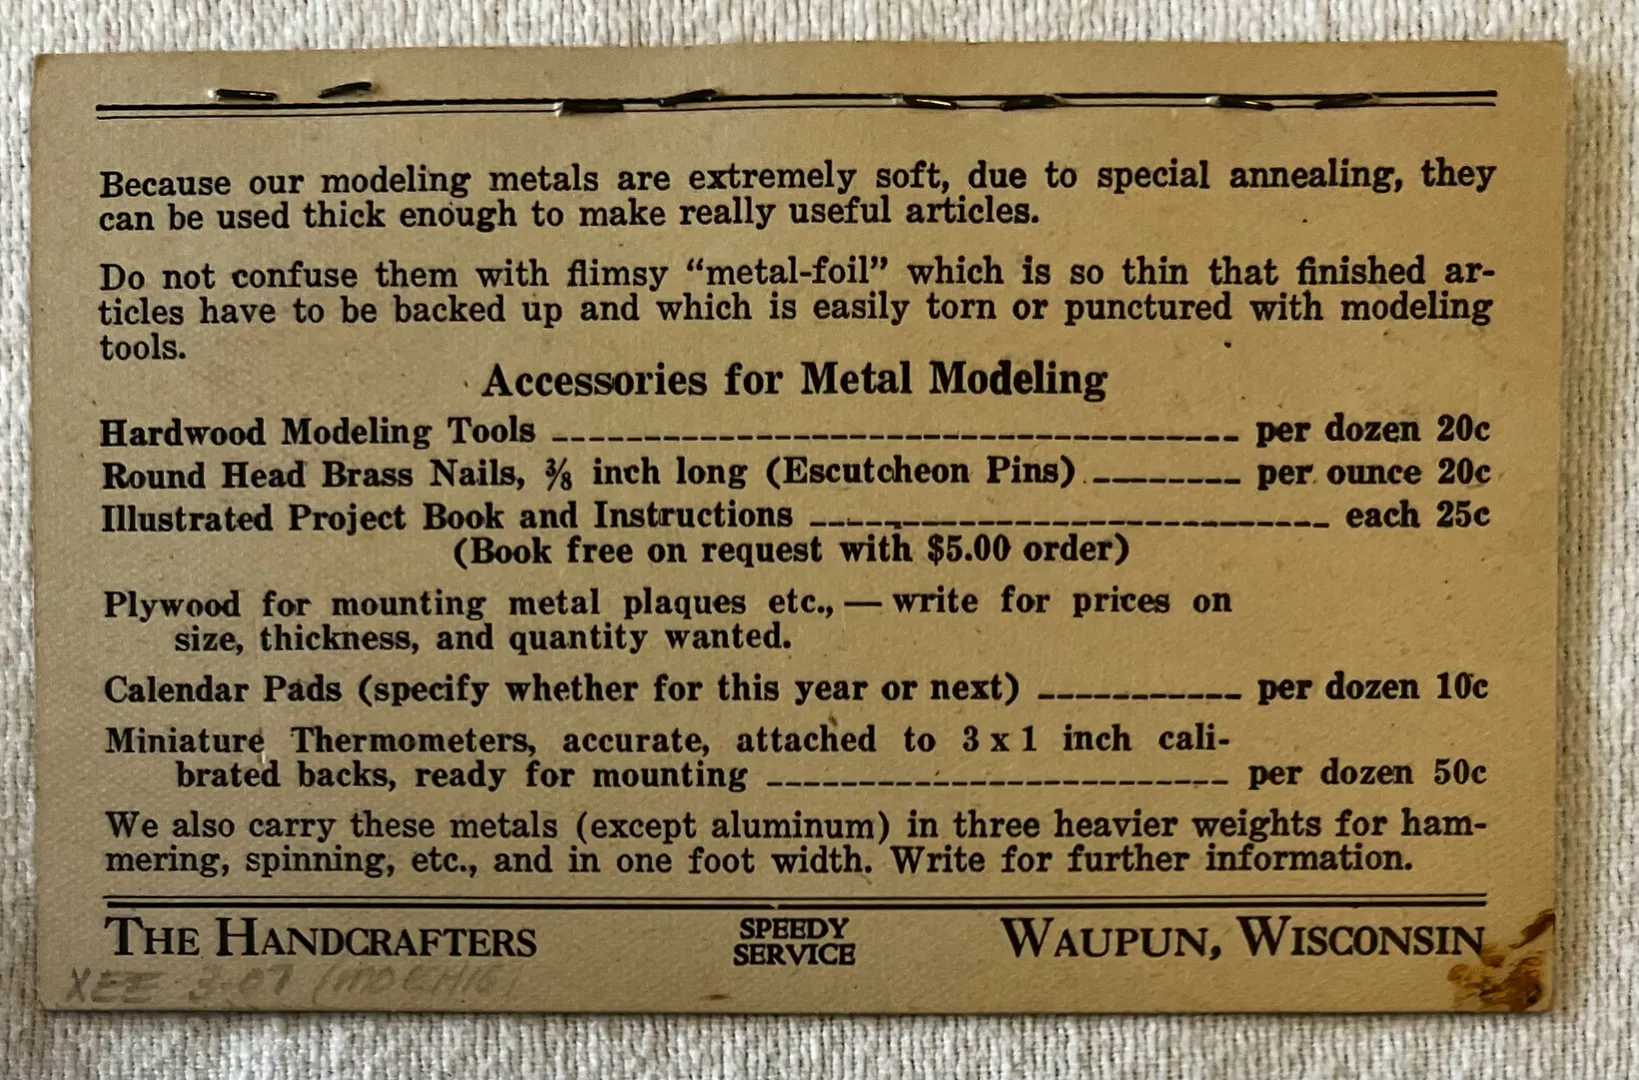 Because our modeling metals are extremely soft, due to special annealing, they
can be used thick enough to make really useful articles.
Do not confuse them with flimsy “metal-foil” which is so thin that finished ar-
ticles have to be backed up and which is easily torn or punctured with modeling
tools.
Accessories for Metal Modeling
Hardwood Modeling Tools per dozen 20c
Round Head Brass Nails, ⅜ inch long (Escutcheon Pins) per ounce 20c
Illustrated Project Book and Instructions each 25c
(Book free on request with $5.00 order)
Plywood for mounting metal plaques etc., — write for prices on
size, thickness, and quantity wanted.
Calendar Pads (specify whether for this year or next) per dozen 10c
Miniature Thermometers, accurate, attached to 3 x 1 inch cali-
brated backs, ready for mounting per dozen 50c
We also carry these metals (except aluminum) in three heavier weights for ham-
mering, spinning, etc., and in one foot width. Write for further information.
THE HANDCRAFTERS SPEEDY SERVICE WAUPUN, WISCONSIN
XEE 3-07